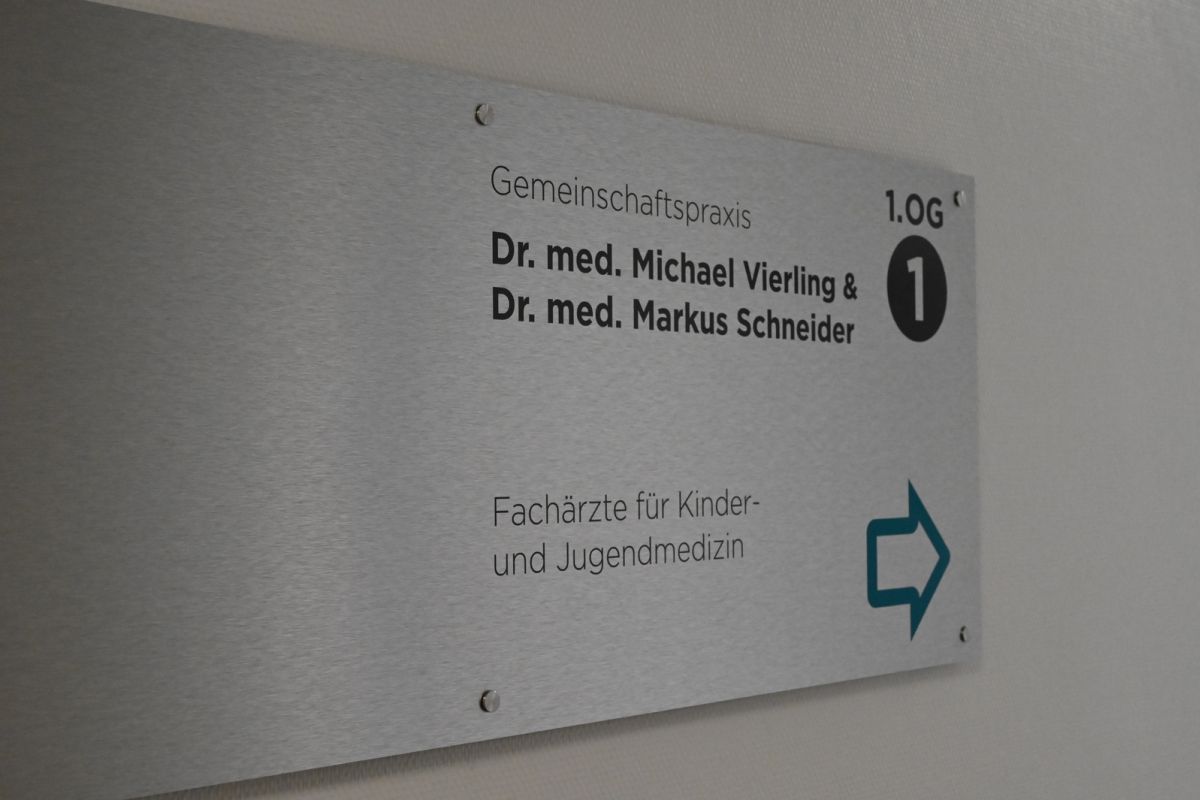 Gemeinschaftspraxis
Dr. med. Michael Vierling &
Dr. med. Markus Schneider
1.OG
1
Fachärzte für Kinder-
und Jugendmedizin